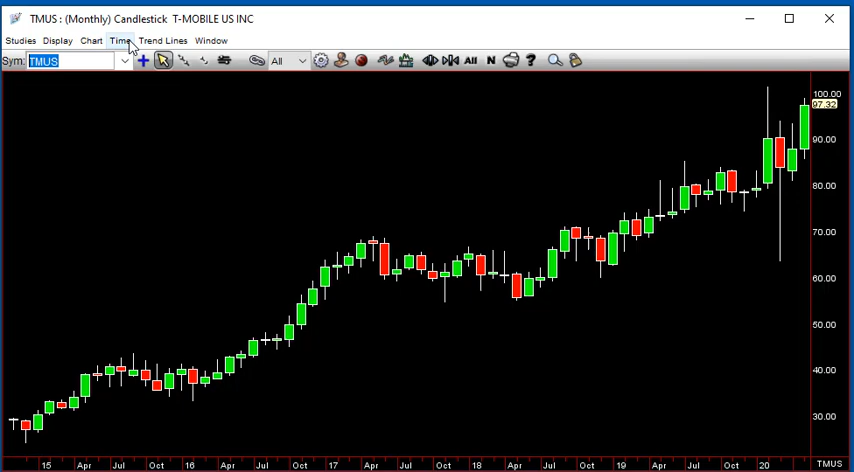 TMUS : (Monthly) Candlestick T-MOBILE US INC
Studies Display Chart Time Trend Lines Window
Sym: TMUS All All N ?
100.00
97.32
90.00
80.00
70.00
60.00
50.00
40.00
30.00
15 Apr Jul Oct 16 Apr Jul Oct 17 Apr Jul Oct 18 Apr Jul Oct 19 Apr Jul Oct 20 TMUS